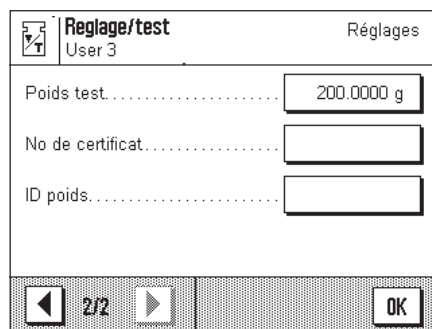 Reglage/test
Réglages
User 3
Poids test...................... 200.0000 g
No de certificat.................
ID poids........................
2/2
OK